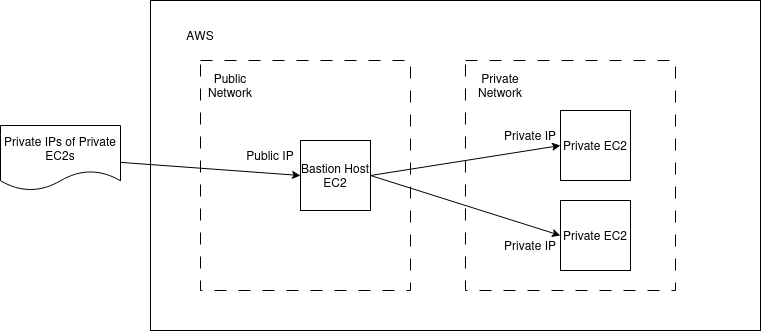 AWS
Public
Network
Private
Network
Private IPs of Private
EC2s
Public IP
Bastion Host
EC2
Private IP
Private EC2
Private IP
Private EC2